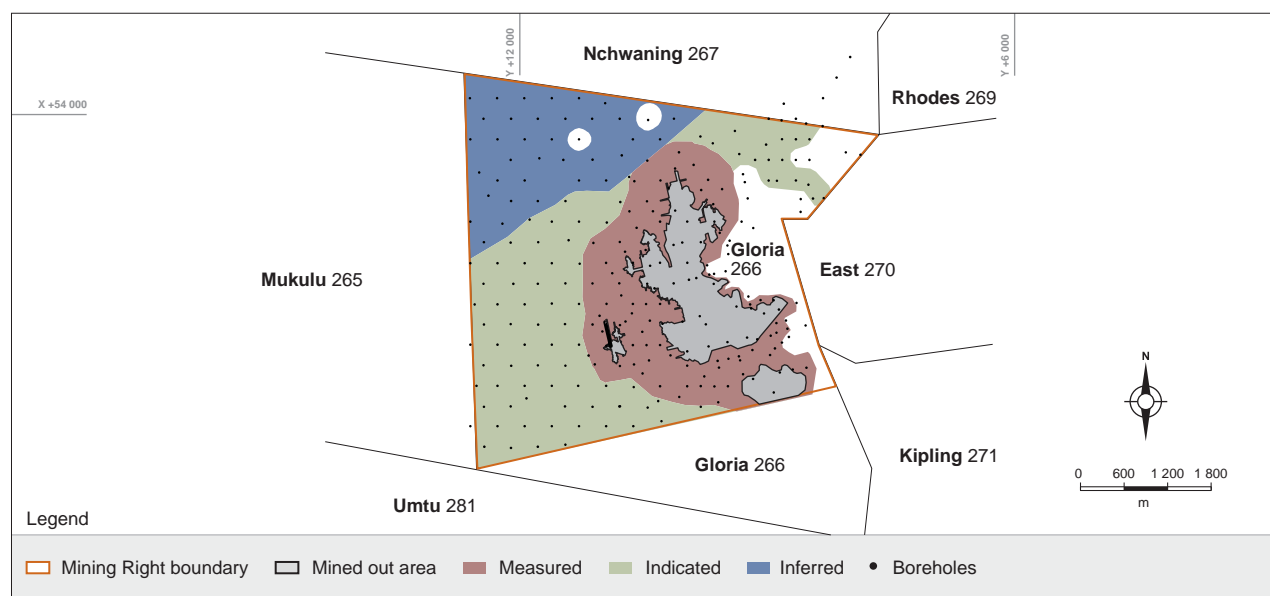 Y +12 000
Y +6 000
Nchwaning 267
Rhodes 269
X +54 000
Gloria
266
Mukulu 265
East 270
N
Gloria 266
Kipling 271
0 600 1 200 1 800
m
Umtu 281
Legend
Mining Right boundary Mined out area Measured Indicated Inferred Boreholes